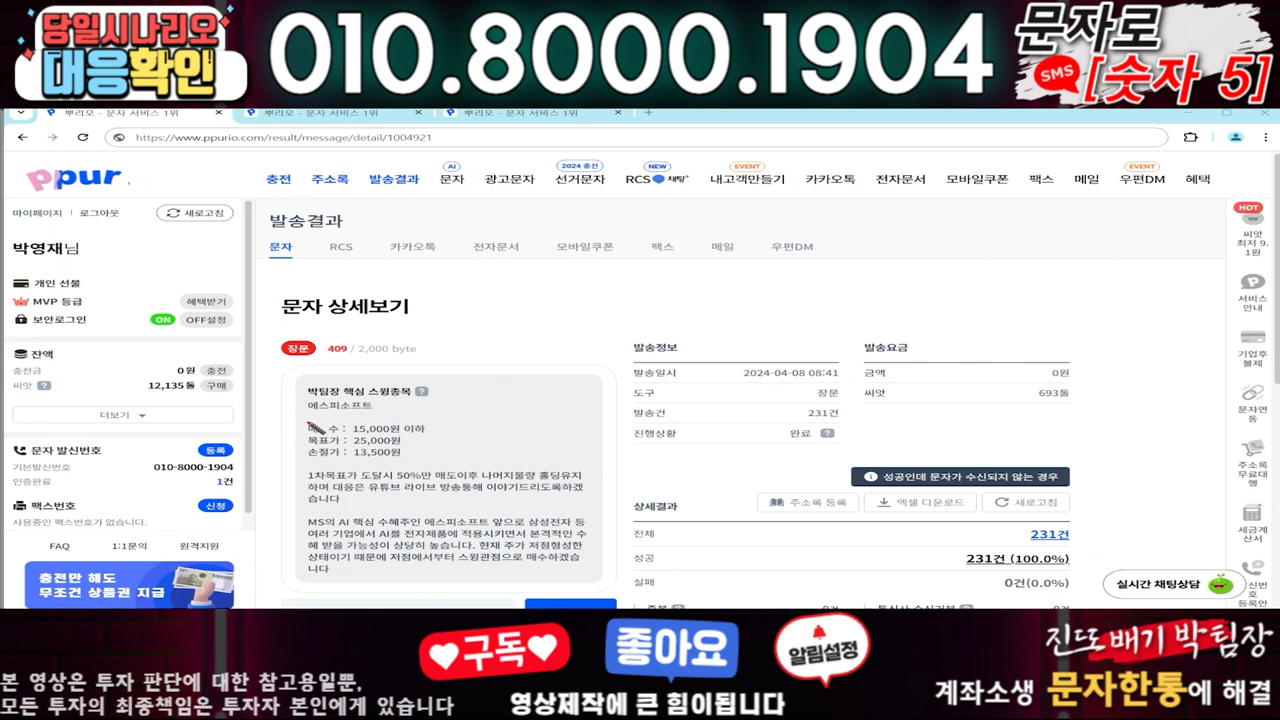 당일시나리오
대응확인
010.8000.1904
문자로
SMS
[숫자 5]
뿌리오 - 문자 서비스 1위
뿌리오 - 문자 서비스 1위
뿌리오 - 문자 서비스 1위
https://www.ppurio.com/result/message/detail/1004921
ppur
충전
주소록
발송결과
AI
문자
광고문자
2024 총선
선거문자
NEW
RCS 채팅+
EVENT
내고객만들기
카카오톡
전자문서
모바일쿠폰
팩스
메일
EVENT
우편DM
혜택
마이페이지 | 로그아웃
새로고침
박영재님
개인 선불
MVP 등급 혜택받기
보안로그인 ON OFF설정
잔액
충전금 0원 충전
씨앗 ? 12,135톨 구매
더보기
문자 발신번호 등록
기본발신번호 010-8000-1904
인증완료 1건
팩스번호 신청
사용중인 팩스번호가 없습니다.
FAQ 1:1문의 원격지원
충전만 해도
무조건 상품권 지급
발송결과
문자 RCS 카카오톡 전자문서 모바일쿠폰 팩스 메일 우편DM
문자 상세보기
장문 409 / 2,000 byte
박팀장 핵심 스윙종목 ?
에스피소프트
수 : 15,000원 이하
목표가 : 25,000원
손절가 : 13,500원
1차목표가 도달시 50%만 매도이후 나머지물량 홀딩유지
하며 대응은 유튜브 라이브 방송통해 이야기드리도록하겠
습니다
MS의 AI 핵심 수혜주인 에스피소프트 앞으로 삼성전자 등
여러 기업에서 AI를 전자제품에 적용시키면서 본격적인 수
혜 받을 가능성이 상당히 높습니다. 현재 주가 저점형성한
상태이기 때문에 저점에서부터 스윙관점으로 매수하겠습
니다
발송정보
발송일시 2024-04-08 08:41
도구 장문
발송건 231건
진행상황 완료 ?
발송요금
금액 0원
씨앗 693톨
성공인데 문자가 수신되지 않는 경우
상세결과
주소록 등록
엑셀 다운로드
새로고침
전체 231건
성공 231건 (100.0%)
실패 0건(0.0%)
HOT
씨앗
최저 9.
1원
서비스
안내
기업후
불제
문자연
동
주소록
무료대
행
세금계
산서
실시간 채팅상담
본 영상은 투자 판단에 대한 참고용일뿐,
모든 투자의 최종책임은 투자자 본인에게 있습니다
구독
좋아요
알림설정
영상제작에 큰 힘이됩니다
진또배기 박팀장
계좌소생 문자한통에 해결